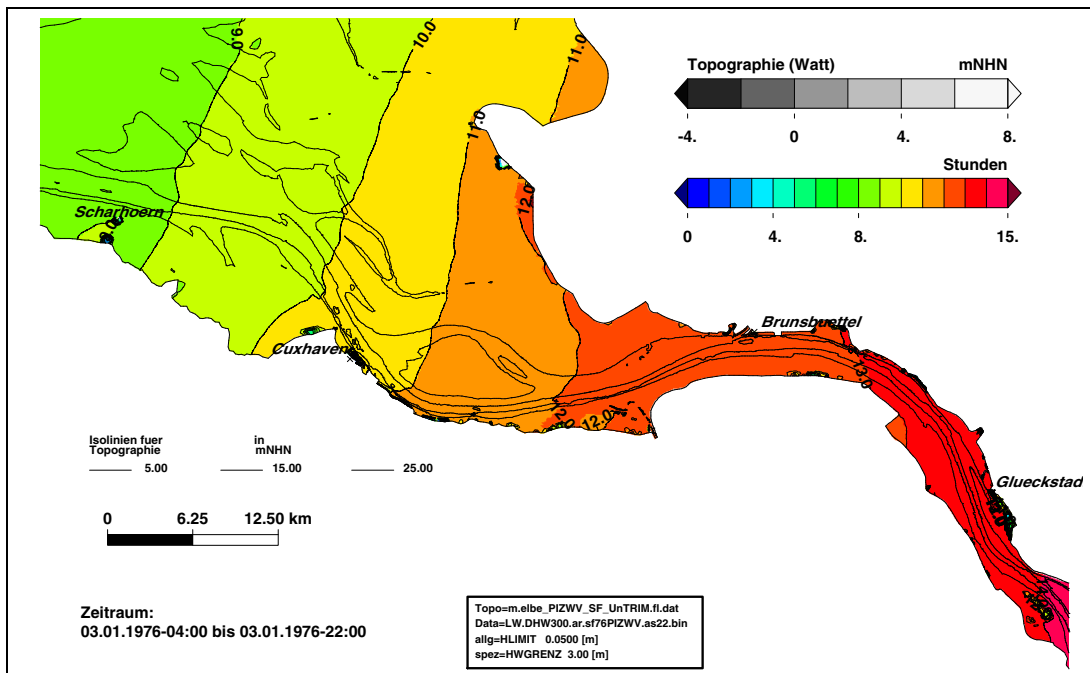 9.0
10.0
11.0
11.0
Topographie (Watt) mNHN
-4. 0 4. 8.
Stunden
0 4. 8. 15.
Scharhoern
9.0
12.0
Brunsbuettel
Cuxhaven
13.0
12.0
12.0
Isolinien fuer in
Topographie mNHN
5.00 15.00 25.00
Glueckstad
0 6.25 12.50 km
Zeitraum:
03.01.1976-04:00 bis 03.01.1976-22:00
Topo=m.elbe_PIZWV_SF_UnTRIM.fl.dat
Data=LW.DHW300.ar.sf76PIZWV.as22.bin
allg=HLIMIT 0.0500 [m]
spez=HWGRENZ 3.00 [m]